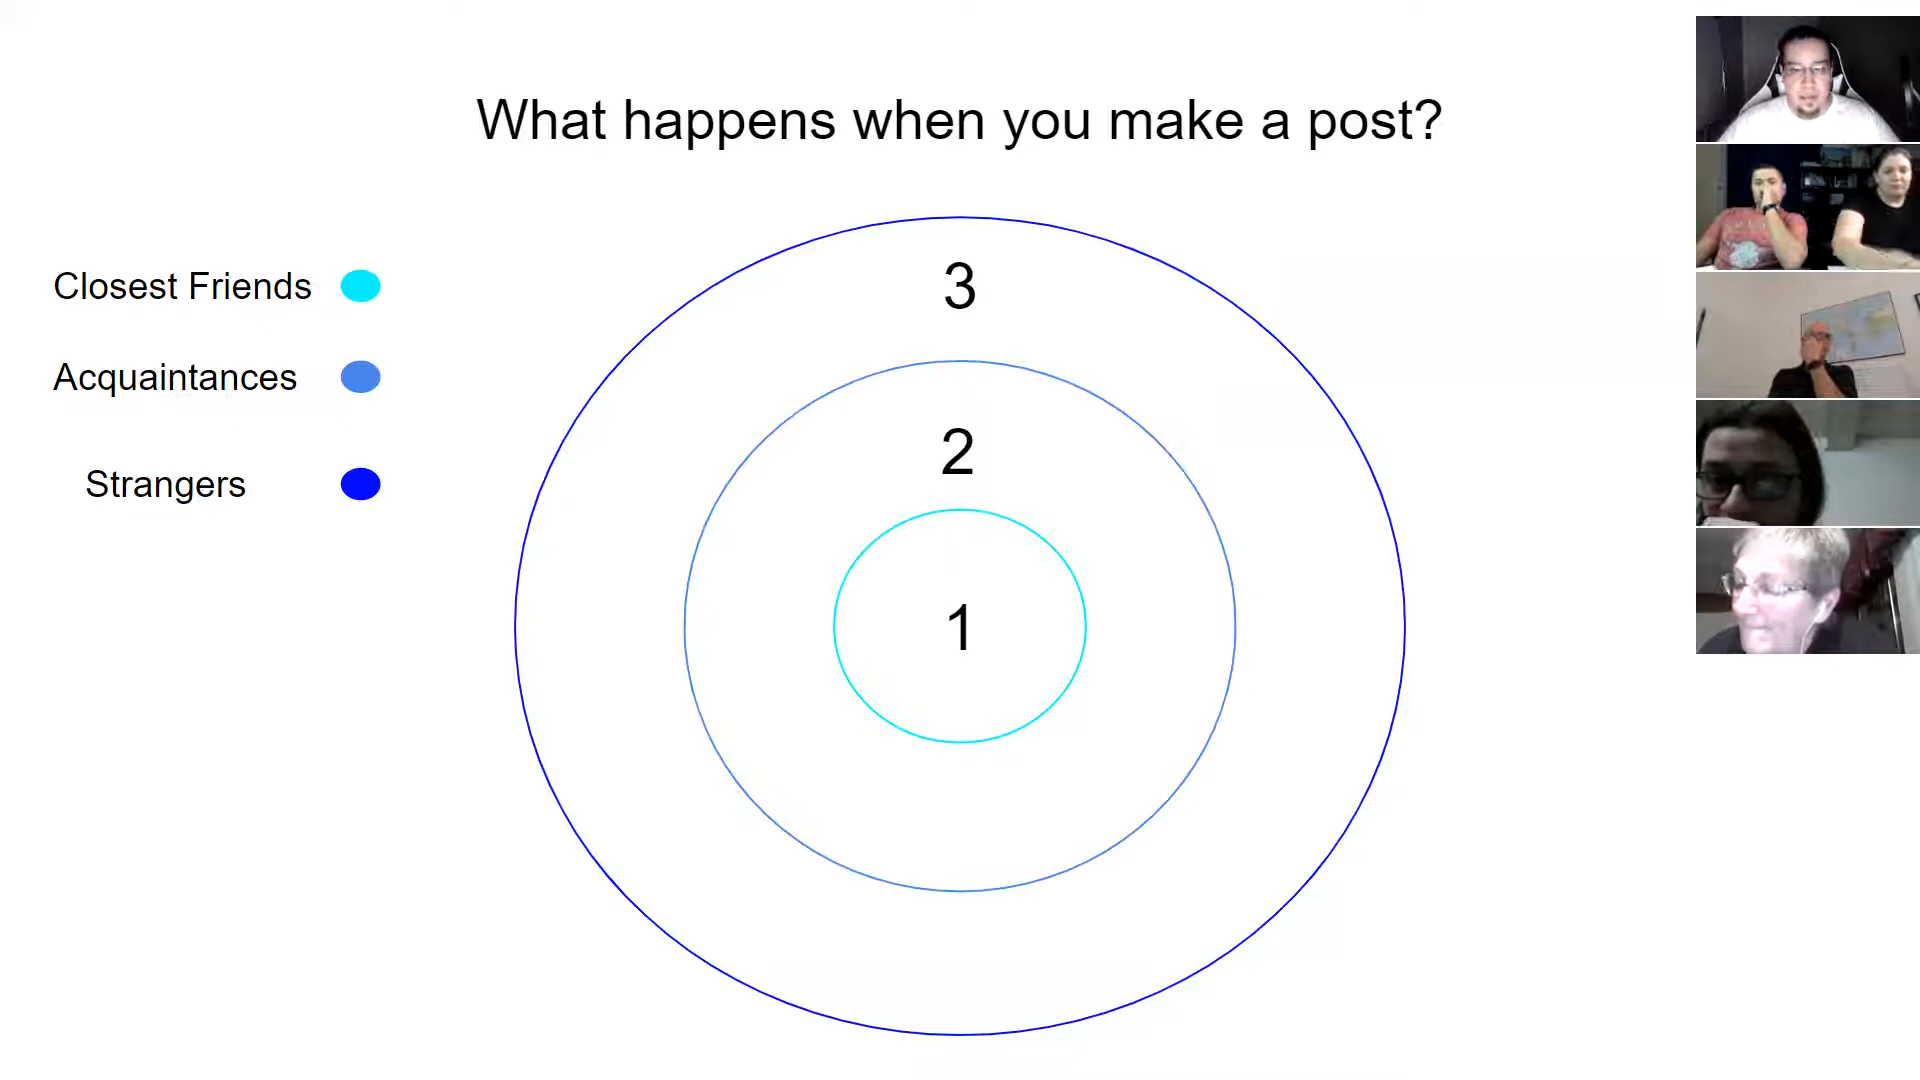 What happens when you make a post?
Closest Friends
Acquaintances
Strangers
3
2
1